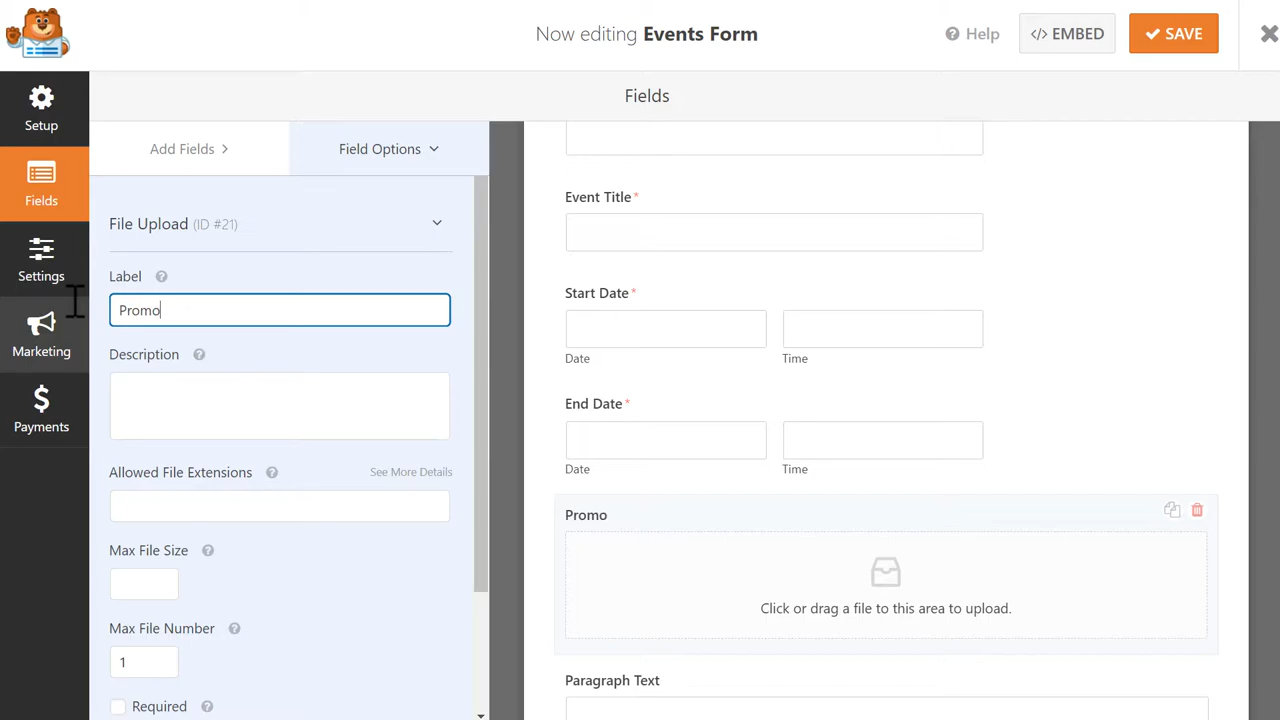 Now editing Events Form
Help
</> EMBED
SAVE
Setup
Fields
Settings
Marketing
Payments
Fields
Add Fields
Field Options
File Upload (ID #21)
Label
Promo
Description
Allowed File Extensions
See More Details
Max File Size
Max File Number
1
Required
Event Title *
Start Date *
Date
Time
End Date *
Date
Time
Promo
Click or drag a file to this area to upload.
Paragraph Text